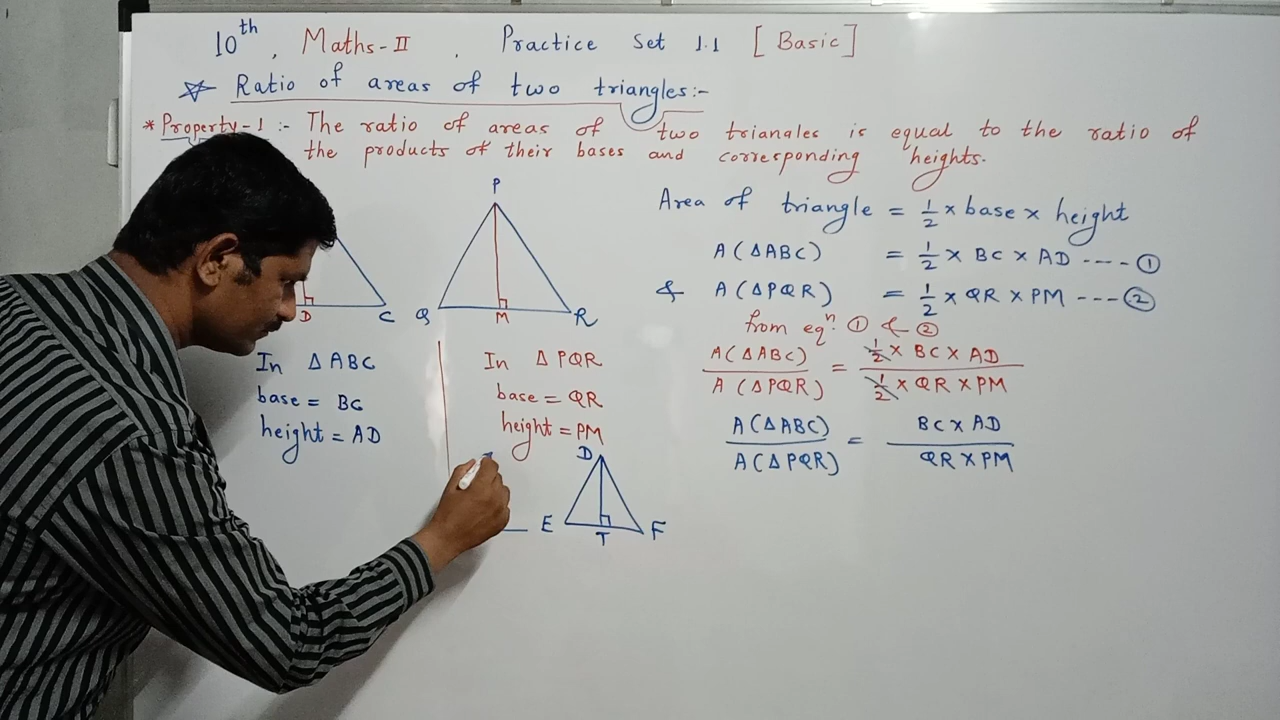 10th, Maths-II, Practice Set 1.1 [Basic]
☆ Ratio of areas of two triangles:-
* Property-1 :- The ratio of areas of two triangles is equal to the ratio of
the products of their bases and corresponding heights.
P
D C
Q M R
In △ ABC
base = BC
height = AD
In △ PQR
base = QR
height = PM
D
E T F
Area of triangle = 1/2 × base × height
A(△ABC) = 1/2 × BC × AD ---- ①
& A(△PQR) = 1/2 × QR × PM --- ②
from eqⁿ. ① & ②
A(△ABC) / A(△PQR) = 1/2 × BC × AD / 1/2 × QR × PM
A(△ABC) / A(△PQR) = BC × AD / QR × PM